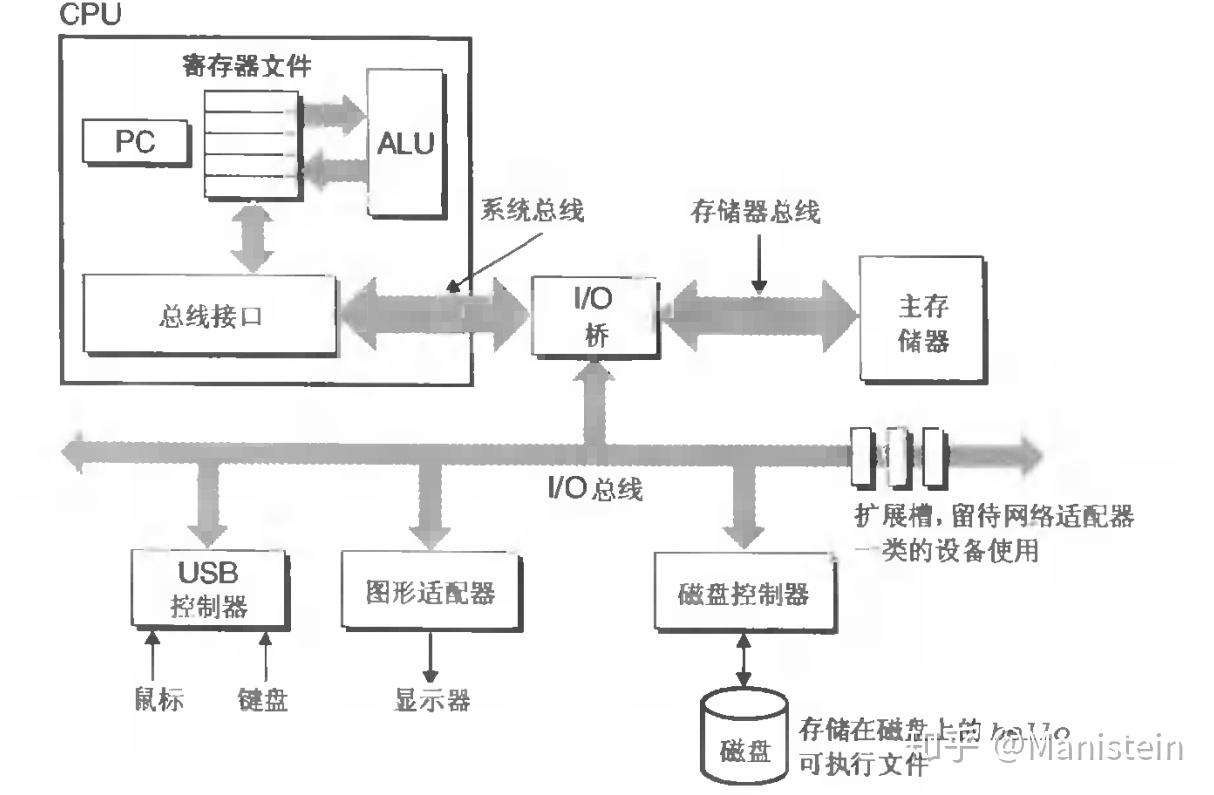 CPU
寄存器文件
PC
ALU
系统总线
存储器总线
总线接口
I/O
桥
主存
储器
I/O 总线
扩展槽，留待网络适配器
一类的设备使用
USB
控制器
图形适配器
磁盘控制器
鼠标
键盘
显示器
磁盘
存储在磁盘上的 hello
可执行文件
知乎 @Manistein